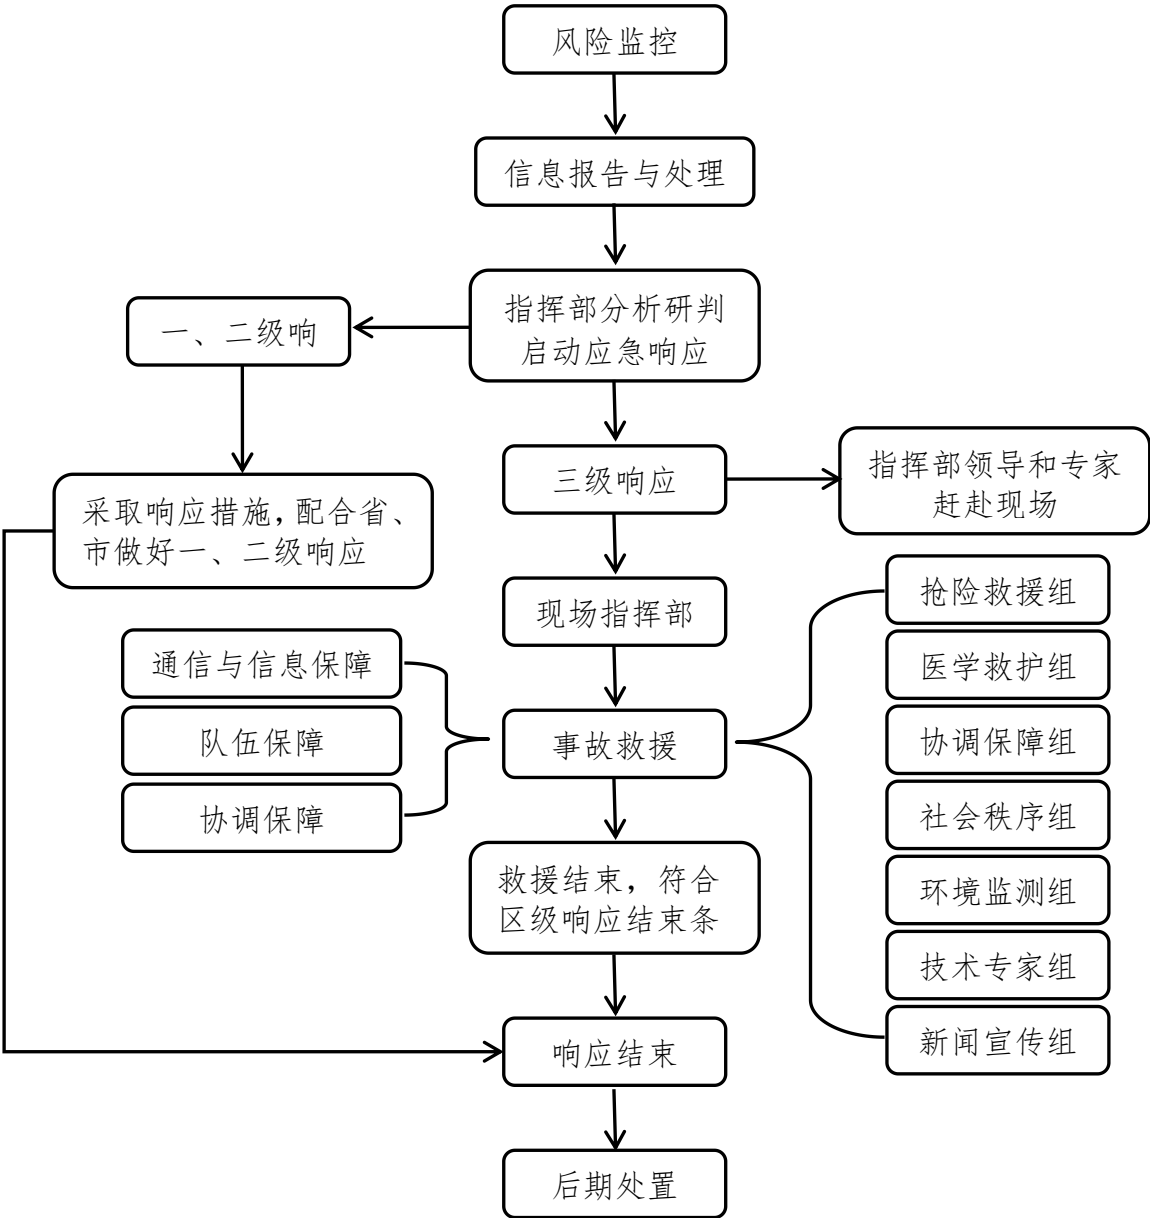 风险监控
信息报告与处理
指挥部分析研判
启动应急响应
一、二级响
三级响应
指挥部领导和专家
赶赴现场
采取响应措施，配合省、
市做好一、二级响应
现场指挥部
通信与信息保障
队伍保障
协调保障
事故救援
抢险救援组
医学救护组
协调保障组
社会秩序组
环境监测组
技术专家组
新闻宣传组
救援结束，符合
区级响应结束条
响应结束
后期处置